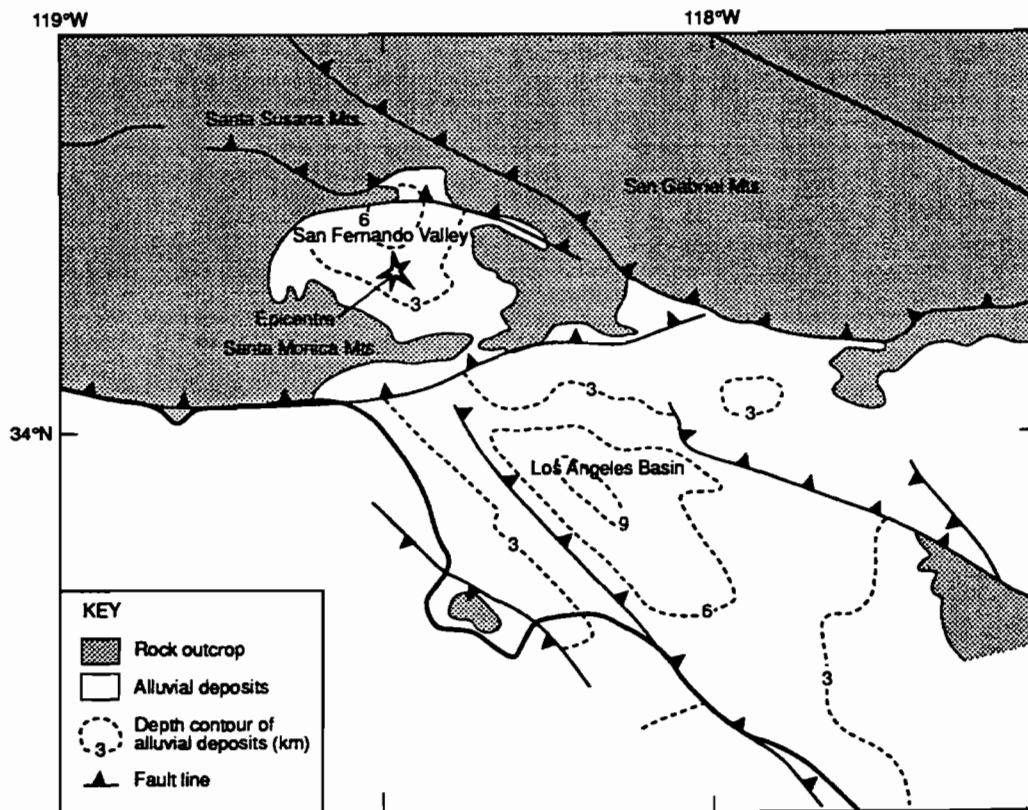 119°W
118°W
Santa Susana Mts.
San Gabriel Mts.
6
San Fernando Valley
3
Epicentre
Santa Monica Mts
3
3
34°N
Los Angeles Basin
9
3
6
3
KEY
Rock outcrop
Alluvial deposits
Depth contour of
alluvial deposits (km)
3
Fault line